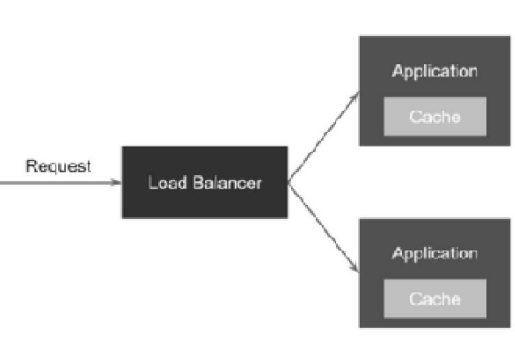 Request
Load Balancer
Application
Cache
Application
Cache